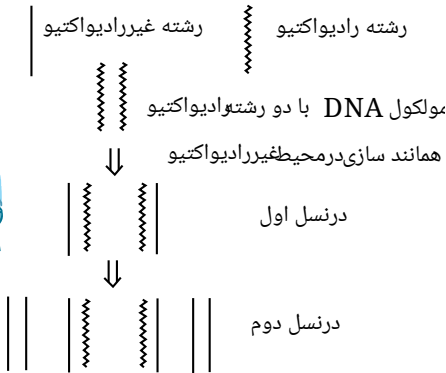 رشته رادیواکتیو    رشته غیررادیواکتیو
مولکول DNA با دو رشته رادیواکتیو
همانند سازی درمحیط غیررادیواکتیو
درنسل اول
درنسل دوم